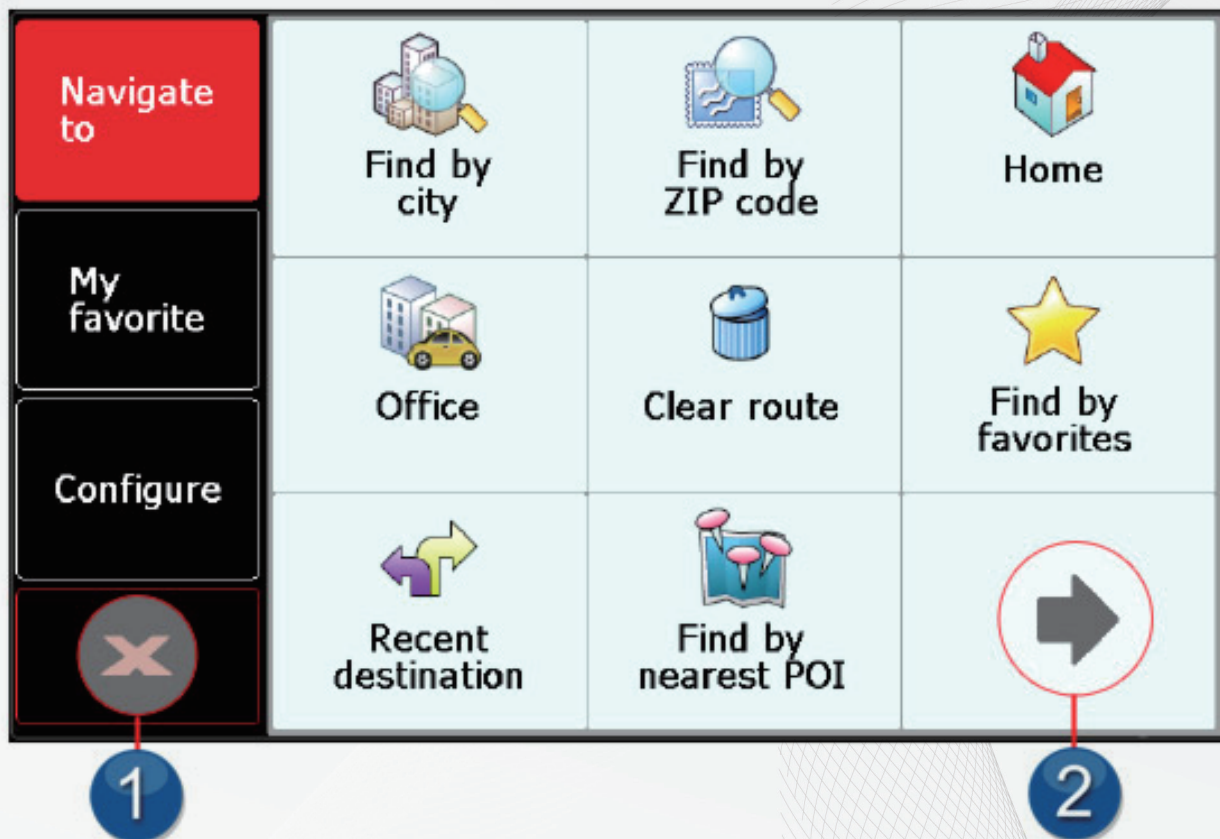 Navigate
to
My
favorite
Configure
Find by
city
Find by
ZIP code
Home
Office
Clear route
Find by
favorites
Recent
destination
Find by
nearest POI
1
2